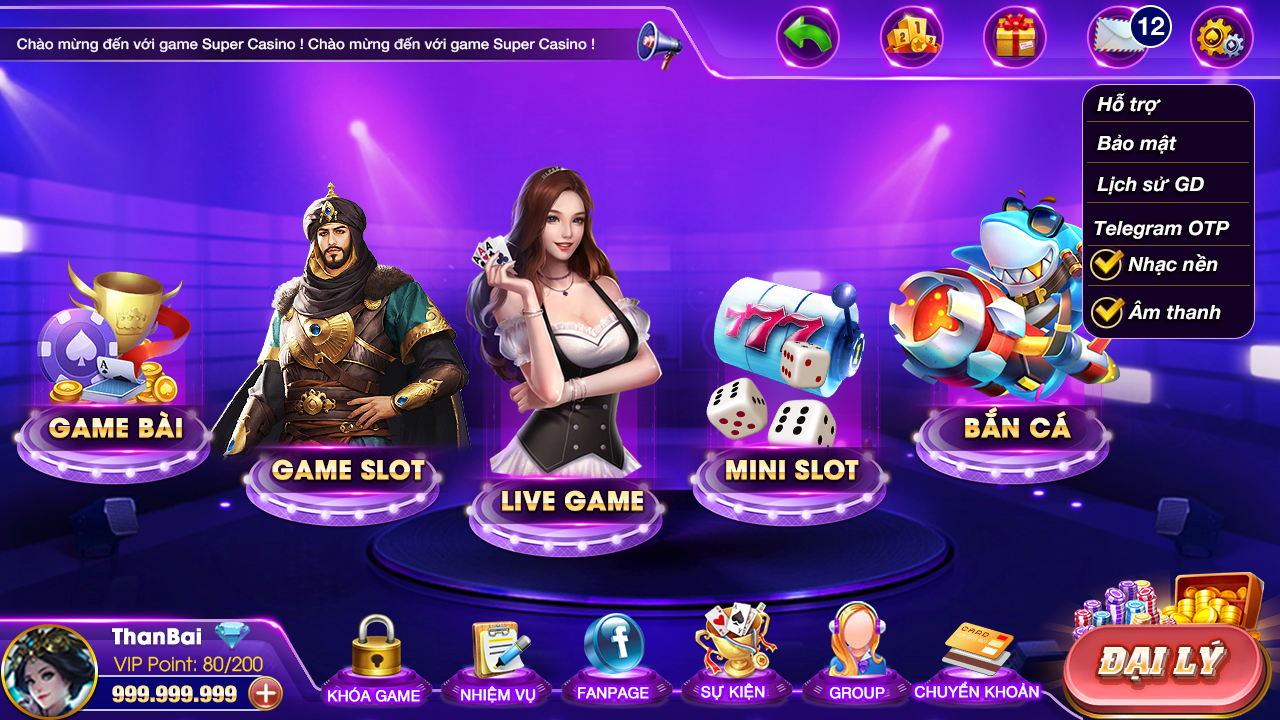 Chào mừng đến với game Super Casino ! Chào mừng đến với game Super Casino !
12
Hỗ trợ
Bảo mật
Lịch sử GD
Telegram OTP
Nhạc nền
Âm thanh
GAME BÀI
GAME SLOT
LIVE GAME
MINI SLOT
BẮN CÁ
777
A
A
2 1 3
CARD
ThanBai
VIP Point: 80/200
999.999.999
KHÓA GAME
NHIỆM VỤ
FANPAGE
SỰ KIỆN
GROUP
CHUYỂN KHOẢN
ĐẠI LÝ